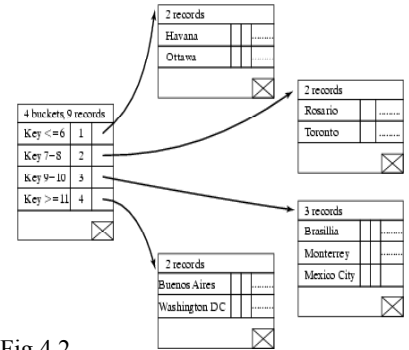 2 records
Havana
Ottawa
4 buckets, 9 records
Key <=6 1
Key 7-8 2
Key 9-10 3
Key >=11 4
2 records
Rosario
Toronto
3 records
Brasillia
Monterrey
Mexico City
2 records
Buenos Aires
Washington DC
Fig 4.2